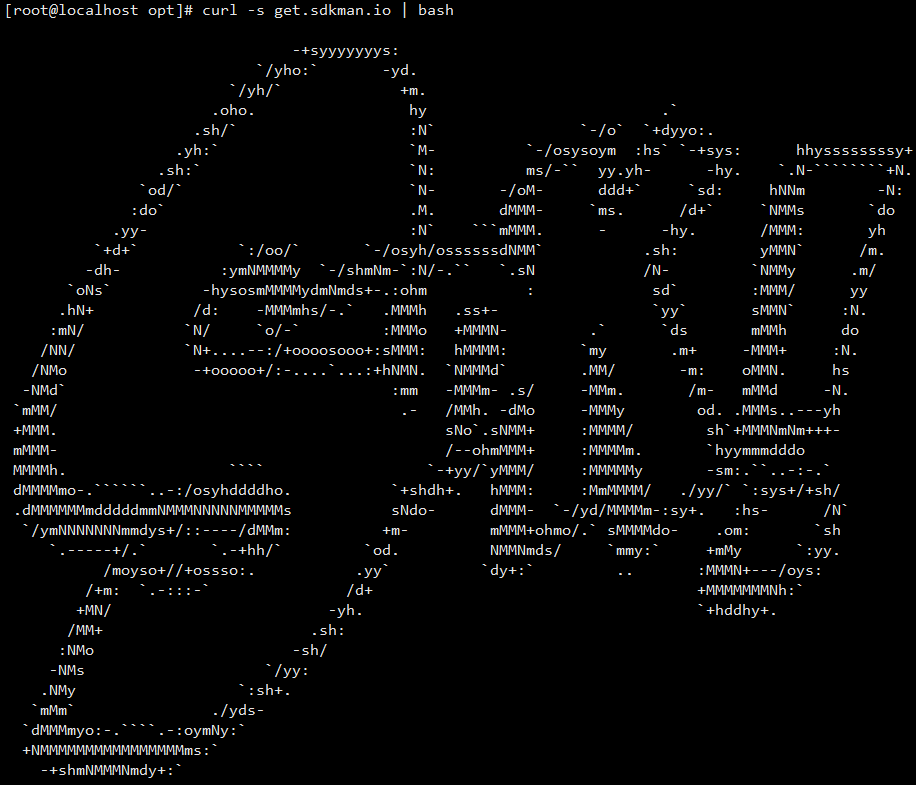 [root@localhost opt]# curl -s get.sdkman.io | bash
                                -+syyyyyyys:
                            `/yho:`       -yd.
                         `/yh/`             +m.
                       .oho.                 hy                          .`
                     .sh/`                   :N`                `-/o`  `+dyyo:.
                   .yh:`                     `M-          `-/osysoym  :hs` `-+sys:      hhyssssssssy+
                 .sh:`                       `N:          ms/-``  yy.yh-      -hy.    `.N-````````+N.
               `od/`                         `N-       -/oM-      ddd+`     `sd:     hNNm        -N:
              :do`                           .M.       dMMM-     `ms.      /d+`     `NMMs       `do
            .yy-                             :N`    ```mMMM.      -      -hy.       /MMM:       yh
          `+d+`           `:/oo/`       `-/osyh/ossssssdNMM`           .sh:         yMMN`      /m.
         -dh-           :ymNMMMMy  `-/shmNm-`:N/-.``   `.sN            /N-         `NMMy      .m/
       `oNs`          -hysosmMMMMydmNmds+-.:ohm           :             sd`        :MMM/      yy
      .hN+           /d:    -MMMmhs/-.`   .MMMh   .ss+-                 `yy`       sMMN`     :N.
     :mN/           `N/     `o/-`         :MMMo   +MMMN-         .`      `ds       mMMh      do
    /NN/            `N+....--:/+oooosooo+:sMMM:   hMMMM:        `my       .m+     -MMM+     :N.
   /NMo              -+ooooo+/:-....`...:+hNMN.  `NMMMMd`       .MM/       -m:    oMMN.     hs
  -NMd`                                    :mm   -MMMm- .s/     -MMm.       /m-   mMMd     -N.
 `mMM/                                      .-   /MMh. -dMo     -MMMy        od. .MMMs..---yh
 +MMM.                                           sNo`.sNMM+     :MMMM/        sh`+MMMNmNm+++-
 mMMM-                                           /--ohmMMM+     :MMMMm.       `hyymmmdddo
 MMMMh.                  ````                  `-+yy/`yMMM/     :MMMMMy       -sm:.``..-:-.`
 dMMMMmo-.``````..-:/osyhddddho.           `+shdh+.   hMMM:     :MmMMMM/   ./yy/` `:sys+/+sh/
 .dMMMMMMmdddddmmNMMMNNNNNMMMMMs           sNdo-      dMMM-  `-/yd/MMMMm-:sy+.   :hs-      /N`
  `/ymNNNNNNNmmdys+/::----/dMMm:          +m-         mMMM+ohmo/.` sMMMMdo-    .om:       `sh
     `.-----+/.`       `.-+hh/`         `od.          NMMNmds/     `mmy:`     +mMy      `:yy.
           /moyso+//+ossso:.           .yy`          `dy+:`         ..       :MMMN+---/oys:
         /+m:  `.-:::-`               /d+                                    +MMMMMMMNh:`
        +MN/                        -yh.                                     `+hddhy+.
       /MM+                       .sh:
      :NMo                      -sh/
     -NMs                    `/yy:
    .NMy                  `:sh+.
   `mMm`               ./yds-
  `dMMMmyo:-.````.-:oymNy:`
  +NMMMMMMMMMMMMMMMMms:`
    -+shmNMMMNmdy+:`